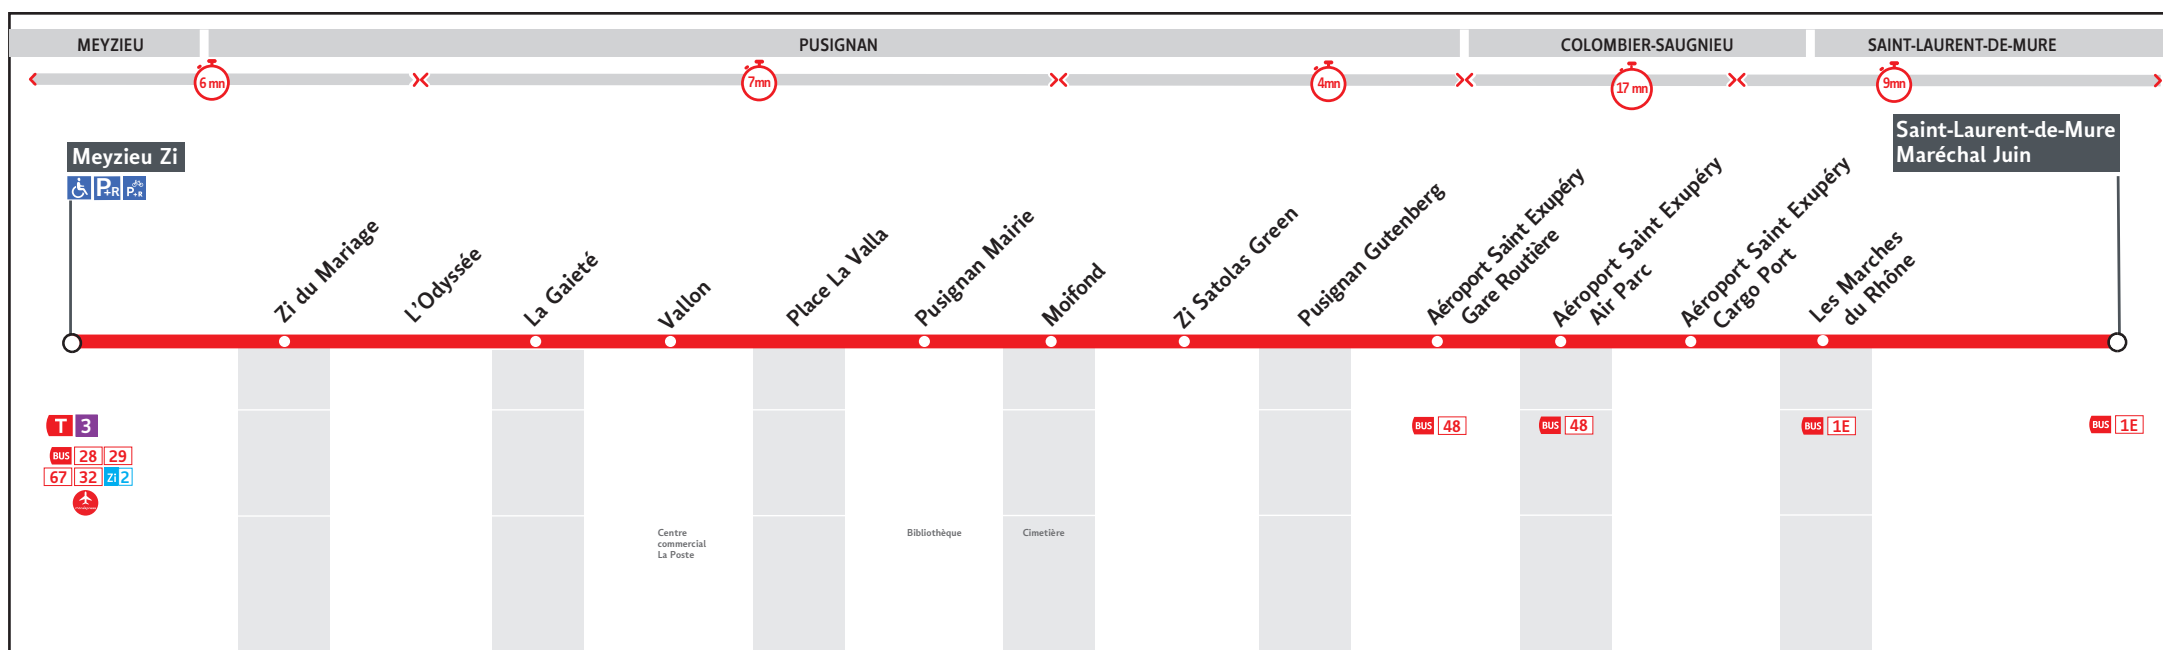 MEYZIEU
PUSIGNAN
COLOMBIER-SAUGNIEU
SAINT-LAURENT-DE-MURE
6 mn
7mn
4mn
17 mn
9mn
Meyzieu Zi
P+R
P+R
Saint-Laurent-de-Mure
Maréchal Juin
Zi du Mariage
L'Odyssée
La Gaieté
Vallon
Place La Valla
Pusignan Mairie
Moifond
Zi Satolas Green
Pusignan Gutenberg
Aéroport Saint Exupéry
Gare Routière
Aéroport Saint Exupéry
Air Parc
Aéroport Saint Exupéry
Cargo Port
Les Marches
du Rhône
T 3
BUS 28 29
67 32 Zi 2
BUS 48
BUS 48
BUS 1E
BUS 1E
Centre
commercial
La Poste
Bibliothèque
Cimetière